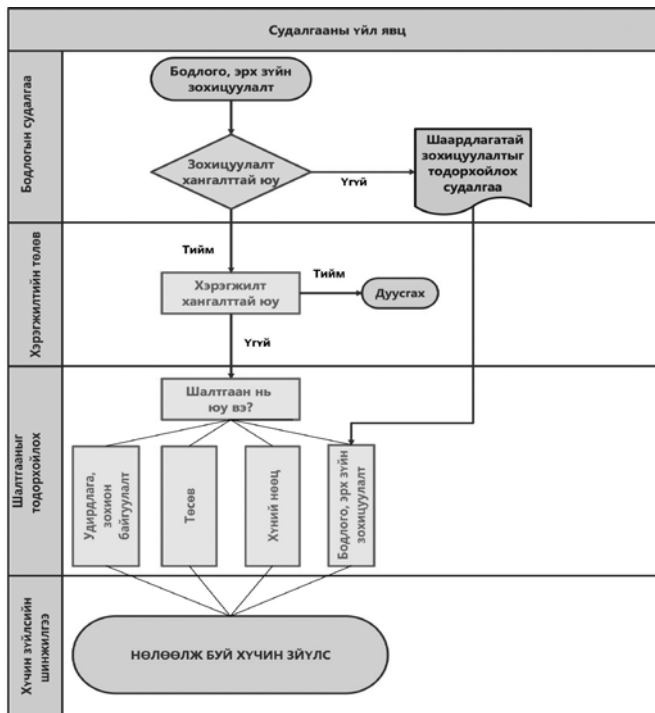 Судалгааны үйл явц
Бодлогын судалгаа
Бодлого, эрх зүйн
зохицуулалт
Зохицуулалт
хангалттай юу
Үгүй
Шаардлагатай
зохицуулалтыг
тодорхойлох
судалгаа
Тийм
Хэрэгжилтийн төлөв
Хэрэгжилт
хангалттай юу
Тийм
Дуусгах
Үгүй
Шалтгааныг
тодорхойлох
Шалтгаан нь
юу вэ?
Удирдлага,
зохион
байгуулалт
Төсөв
Хүний нөөц
Бодлого, эрх зүйн
зохицуулалт
Хүчин зүйлсийн
шинжилгээ
НӨЛӨӨЛЖ БУЙ ХҮЧИН ЗЙҮЛС